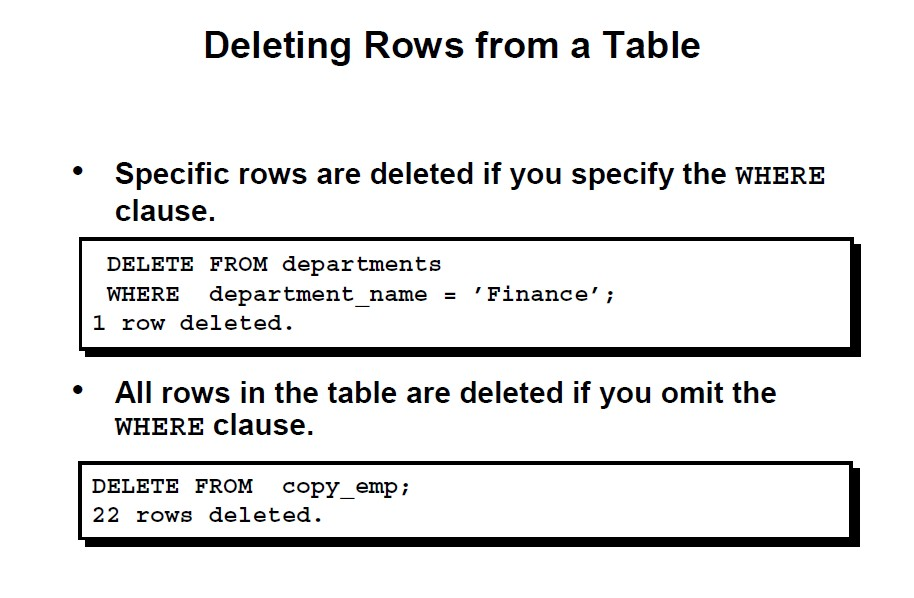 Deleting Rows from a Table
• Specific rows are deleted if you specify the WHERE
clause.
DELETE FROM departments
WHERE  department_name = ’Finance’;
1 row deleted.
• All rows in the table are deleted if you omit the
WHERE clause.
DELETE FROM  copy_emp;
22 rows deleted.